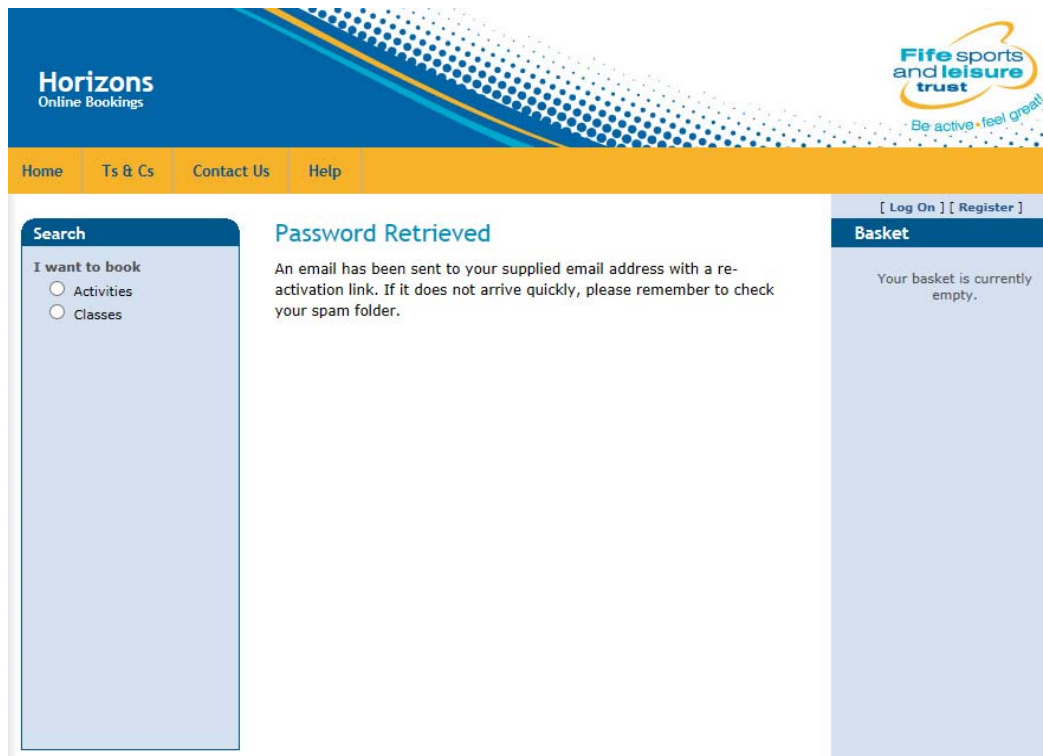 Horizons
Online Bookings
Fife sports
and leisure
trust
Be active • feel great!
Home
Ts & Cs
Contact Us
Help
[ Log On ] [ Register ]
Search
I want to book
Activities
Classes
Password Retrieved
An email has been sent to your supplied email address with a re-
activation link. If it does not arrive quickly, please remember to check
your spam folder.
Basket
Your basket is currently
empty.